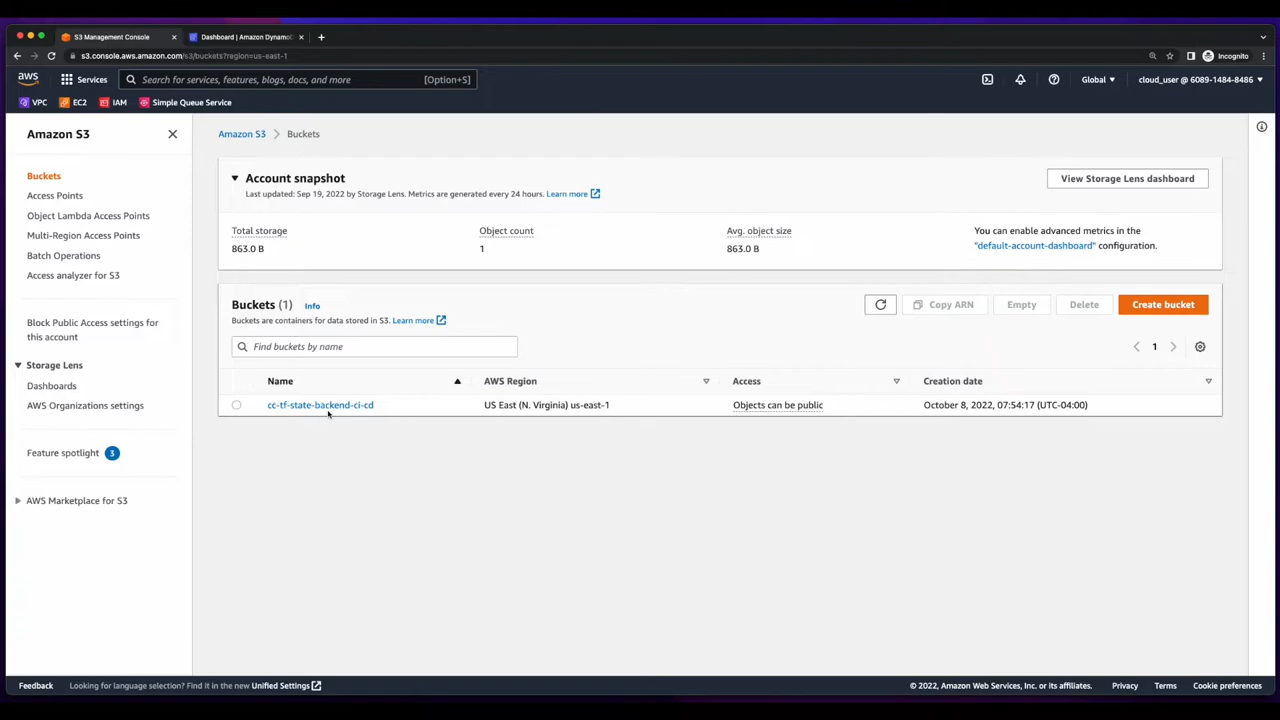 S3 Management Console
Dashboard | Amazon Dynamo
s3.console.aws.amazon.com/s3/buckets?region=us-east-1
Incognito
aws
Services
Search for services, features, blogs, docs, and more
[Option+S]
Global
cloud_user @ 6089-1484-8486
VPC
EC2
IAM
Simple Queue Service
Amazon S3
Buckets
Access Points
Object Lambda Access Points
Multi-Region Access Points
Batch Operations
Access analyzer for S3
Block Public Access settings for
this account
Storage Lens
Dashboards
AWS Organizations settings
Feature spotlight 3
AWS Marketplace for S3
Amazon S3 > Buckets
Account snapshot
Last updated: Sep 19, 2022 by Storage Lens. Metrics are generated every 24 hours. Learn more
View Storage Lens dashboard
Total storage
863.0 B
Object count
1
Avg. object size
863.0 B
You can enable advanced metrics in the
"default-account-dashboard" configuration.
Buckets (1) Info
Buckets are containers for data stored in S3. Learn more
Copy ARN
Empty
Delete
Create bucket
Find buckets by name
1
Name AWS Region Access Creation date
cc-tf-state-backend-ci-cd US East (N. Virginia) us-east-1 Objects can be public October 8, 2022, 07:54:17 (UTC-04:00)
Feedback
Looking for language selection? Find it in the new Unified Settings
© 2022, Amazon Web Services, Inc. or its affiliates.
Privacy
Terms
Cookie preferences